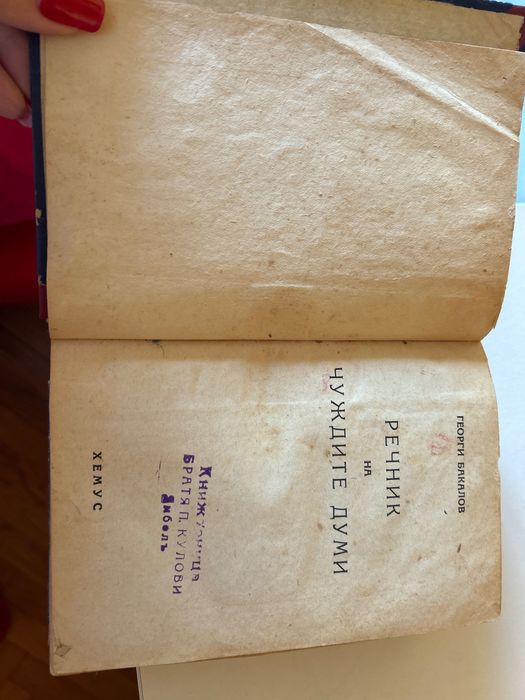 ГЕОРГИ БАКАЛОВ
РЕЧНИК
НА
ЧУЖДИТЕ ДУМИ
Книжарница
БРАТЯ П. КУЛОВИ
Ямболъ
ХЕМУС